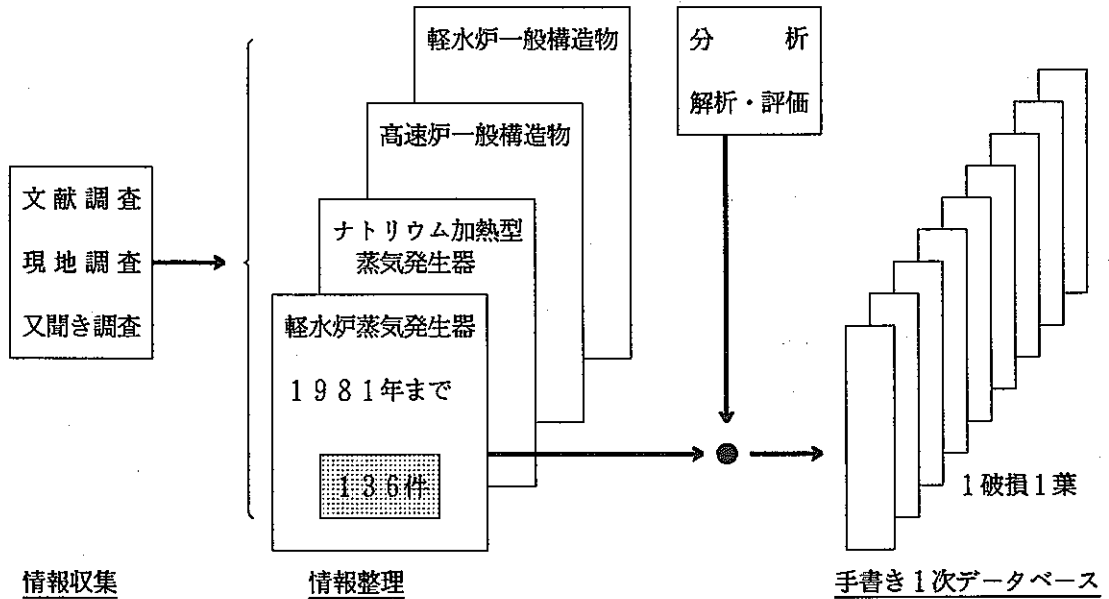 文献調査
現地調査
又聞き調査
情報収集
軽水炉一般構造物
高速炉一般構造物
ナトリウム加熱型
蒸気発生器
軽水炉蒸気発生器
1981年まで
136件
情報整理
分析
解析・評価
1破損1葉
手書き1次データベース